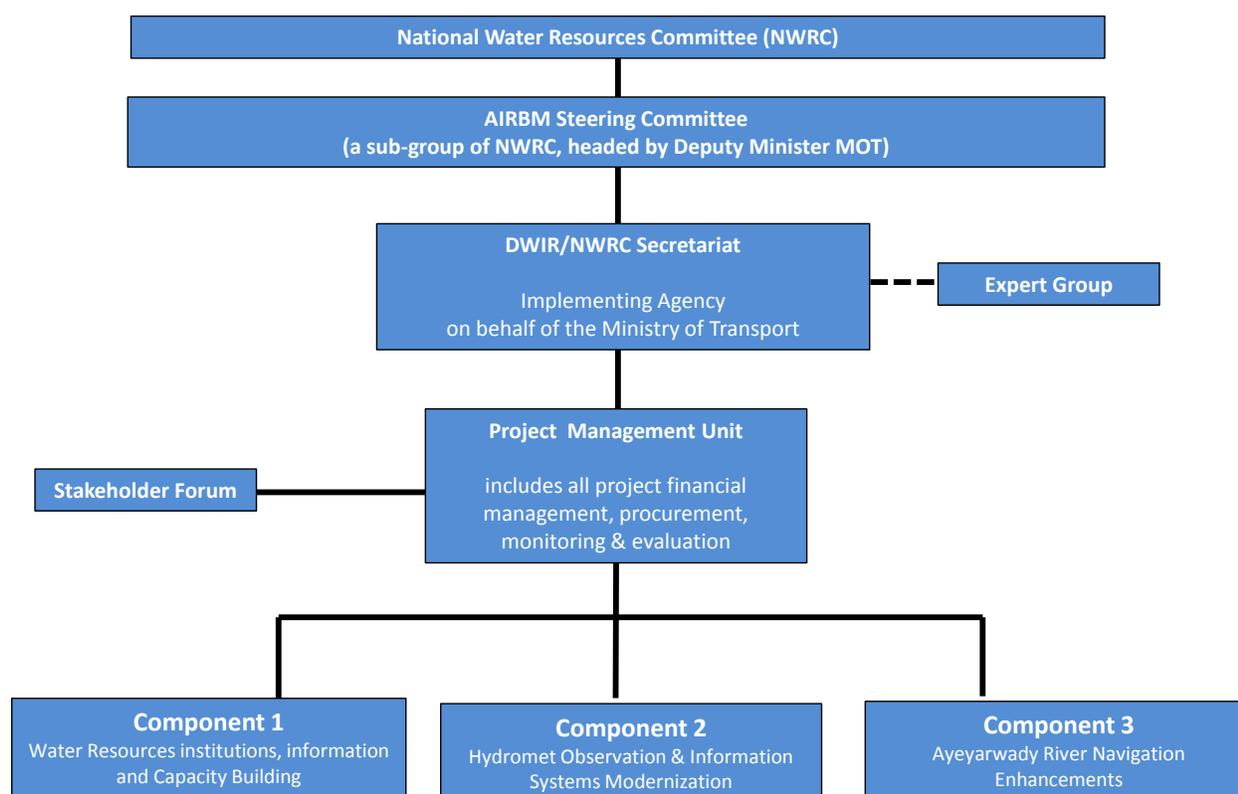 National Water Resources Committee (NWRC)
AIRBM Steering Committee
(a sub-group of NWRC, headed by Deputy Minister MOT)
DWIR/NWRC Secretariat
Implementing Agency
on behalf of the Ministry of Transport
Expert Group
Project  Management Unit
includes all project financial
management, procurement,
monitoring & evaluation
Stakeholder Forum
Component 1
Water Resources institutions, information
and Capacity Building
Component 2
Hydromet Observation & Information
Systems Modernization
Component 3
Ayeyarwady River Navigation
Enhancements